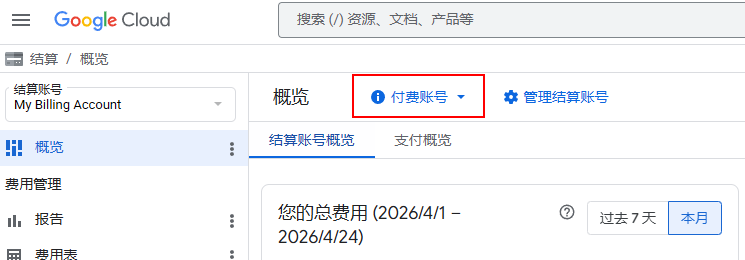 Google Cloud
搜索 (/) 资源、文档、产品等
结算 / 概览
结算账号
My Billing Account
概览
付费账号
管理结算账号
概览
结算账号概览
支付概览
费用管理
报告
费用表
您的总费用 (2026/4/1 –
2026/4/24)
过去 7 天
本月